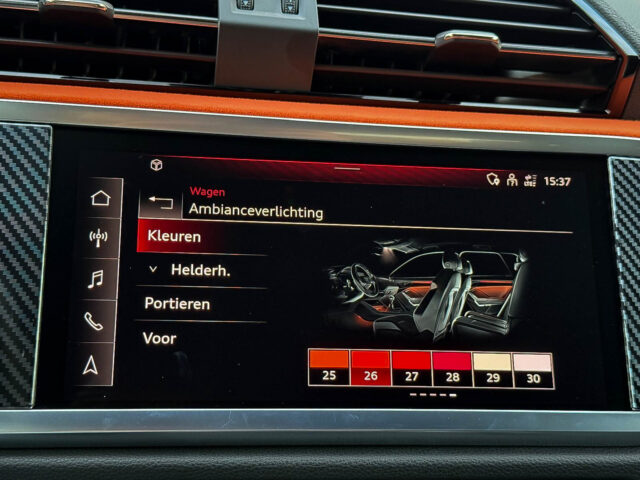 15:37
Wagen
Ambianceverlichting
Kleuren
Helderh.
Portieren
Voor
25 26 27 28 29 30